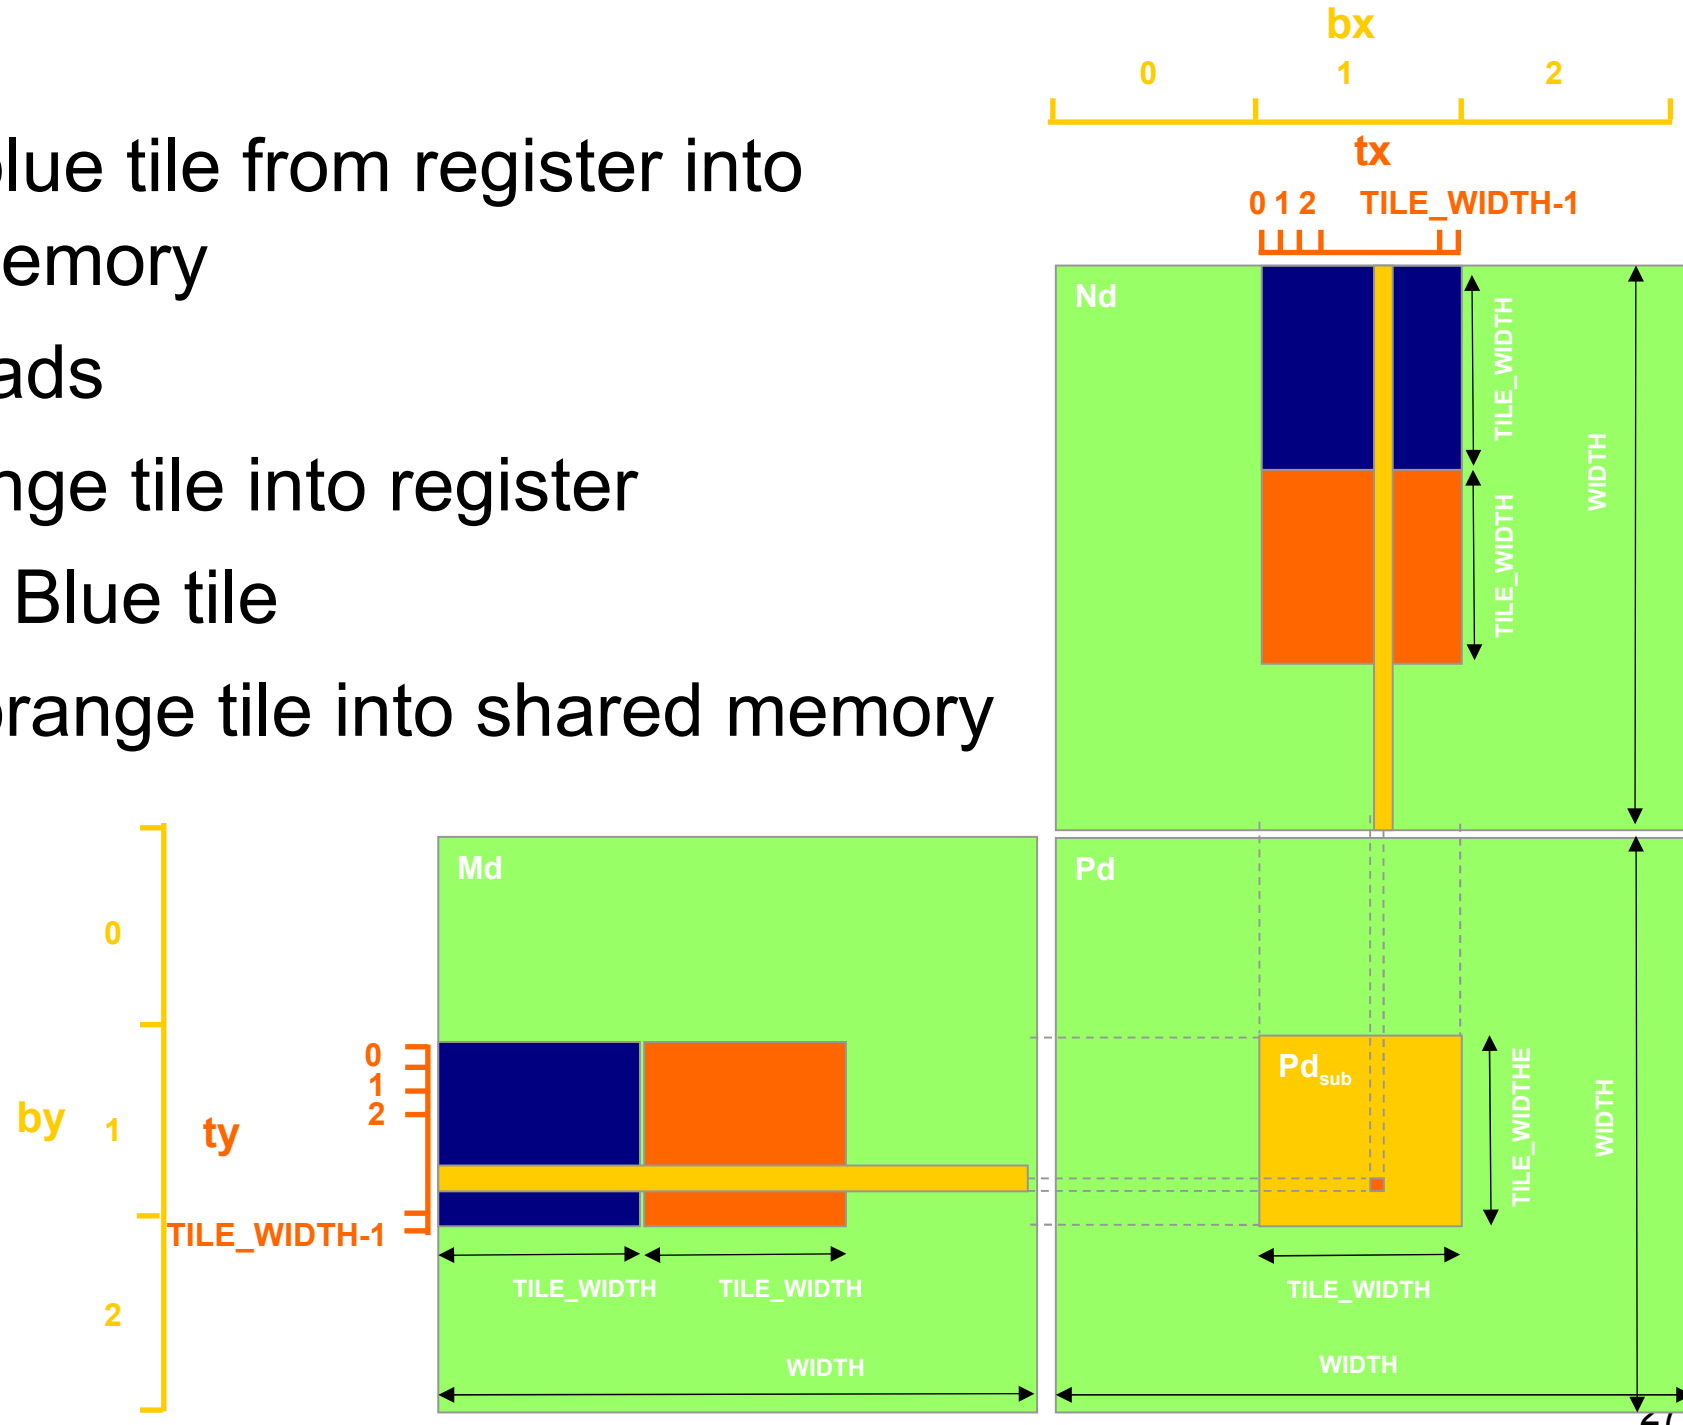 bx
0 1 2
tx
0 1 2 TILE_WIDTH-1
lue tile from register into
emory
ads
nge tile into register
Blue tile
orange tile into shared memory
Nd
TILE_WIDTH
TILE_WIDTH
WIDTH
Md
Pd
by
0
1
2
ty
0
1
2
TILE_WIDTH-1
TILE_WIDTH TILE_WIDTH
WIDTH
Pdsub
TILE_WIDTHE
WIDTH
TILE_WIDTH
WIDTH
27